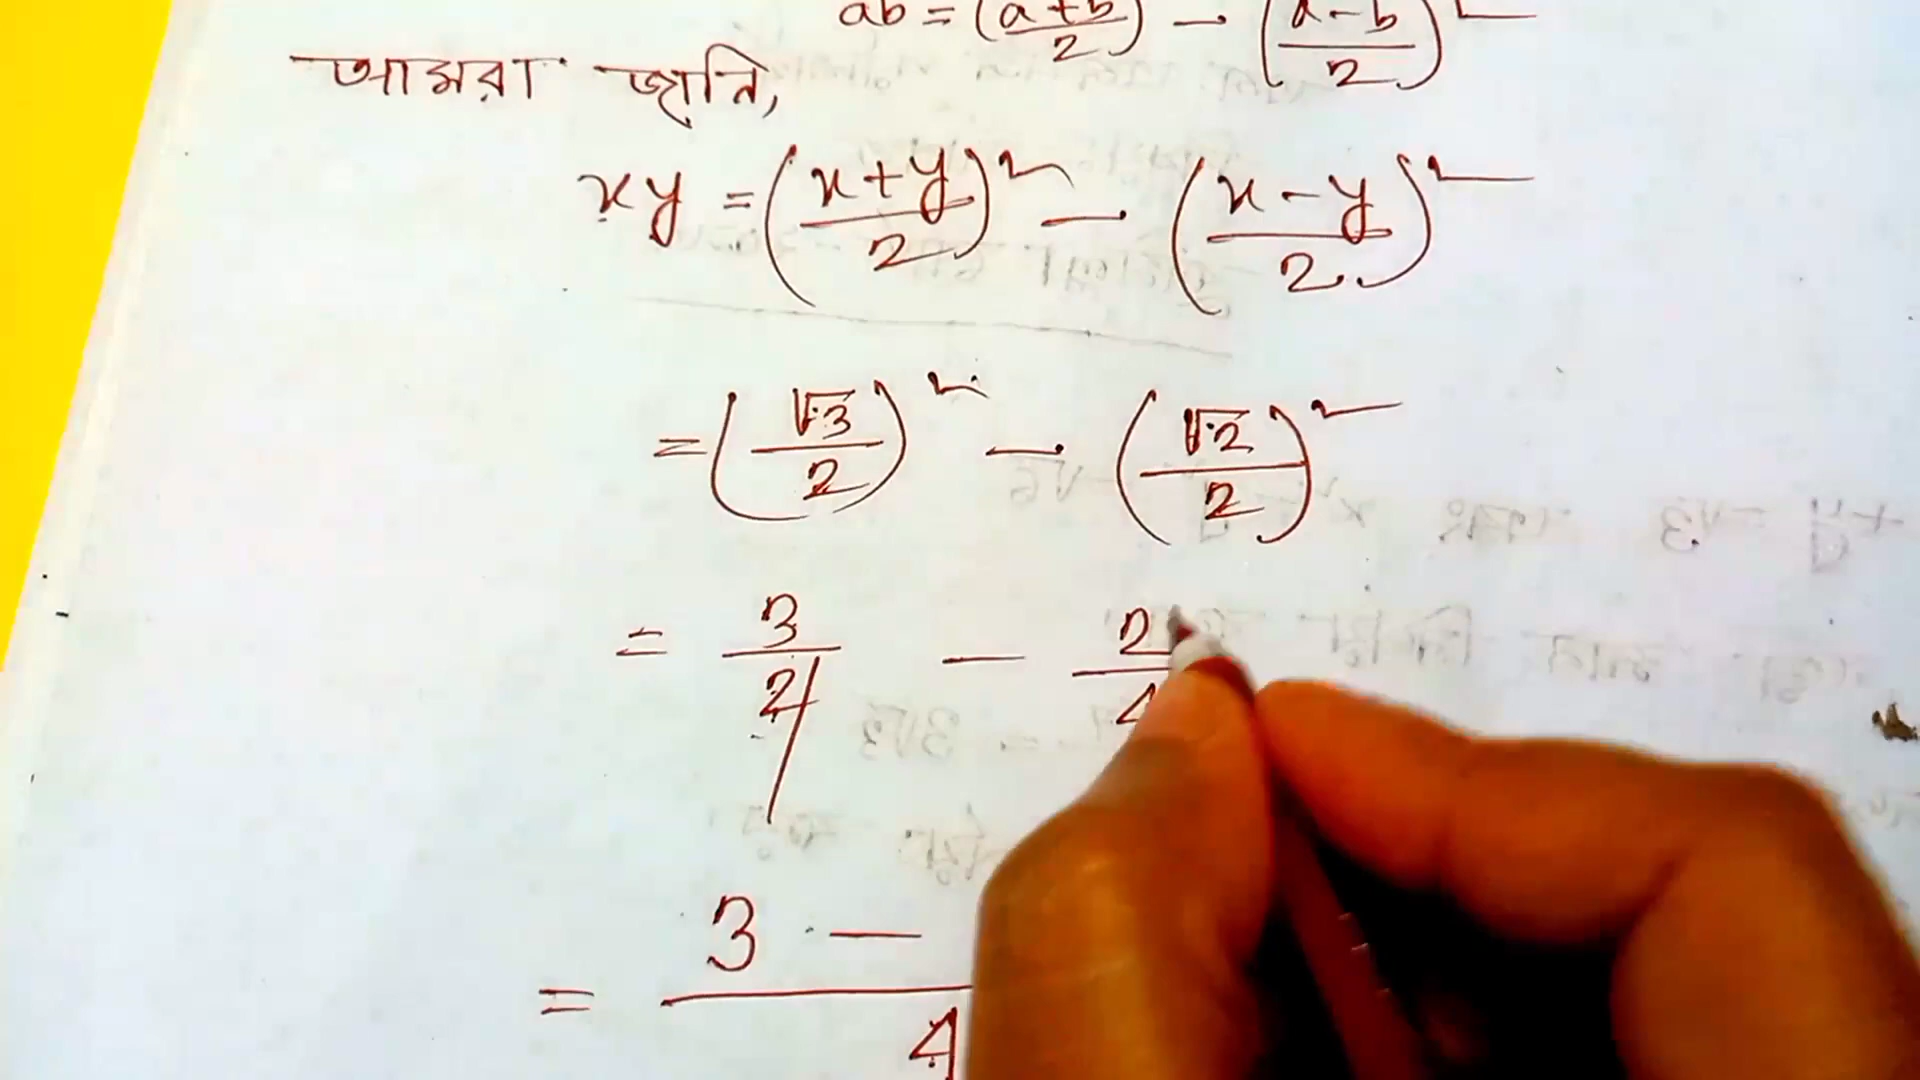 ab = (a+b/2) - (a-b/2)²
আমরা জানি,
xy = (x+y/2)² - (x-y/2)²
= (√3/2)² - (√2/2)²
= 3/4 - 2/4
= 3 - /4